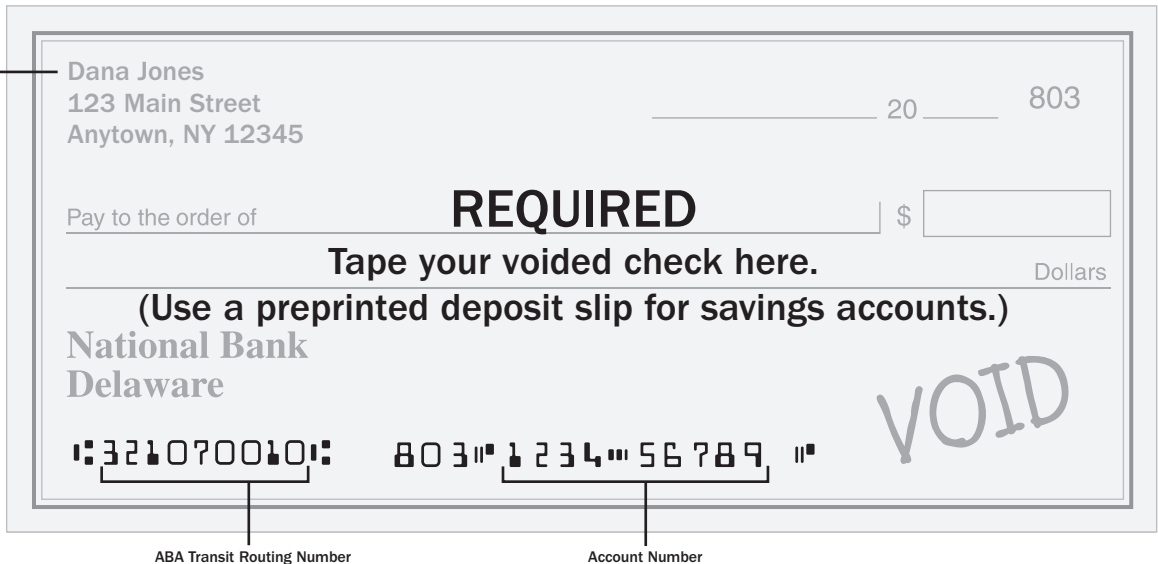 Dana Jones
123 Main Street
Anytown, NY 12345
20 803
REQUIRED
Pay to the order of $
Tape your voided check here.
Dollars
(Use a preprinted deposit slip for savings accounts.)
National Bank
Delaware
VOID
⑆321070010⑆ 803⑈1234⑉56789 ⑈
ABA Transit Routing Number Account Number